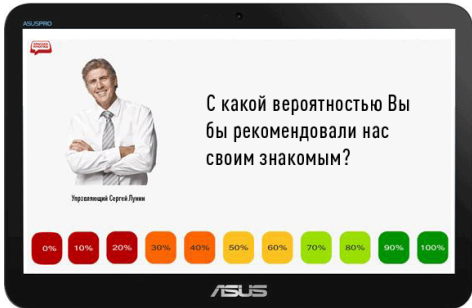 ASUSPRO
С какой вероятностью Вы
бы рекомендовали нас
своим знакомым?
Управляющий Сергей Лунин
0% 10% 20% 30% 40% 50% 60% 70% 80% 90% 100%
ASUS